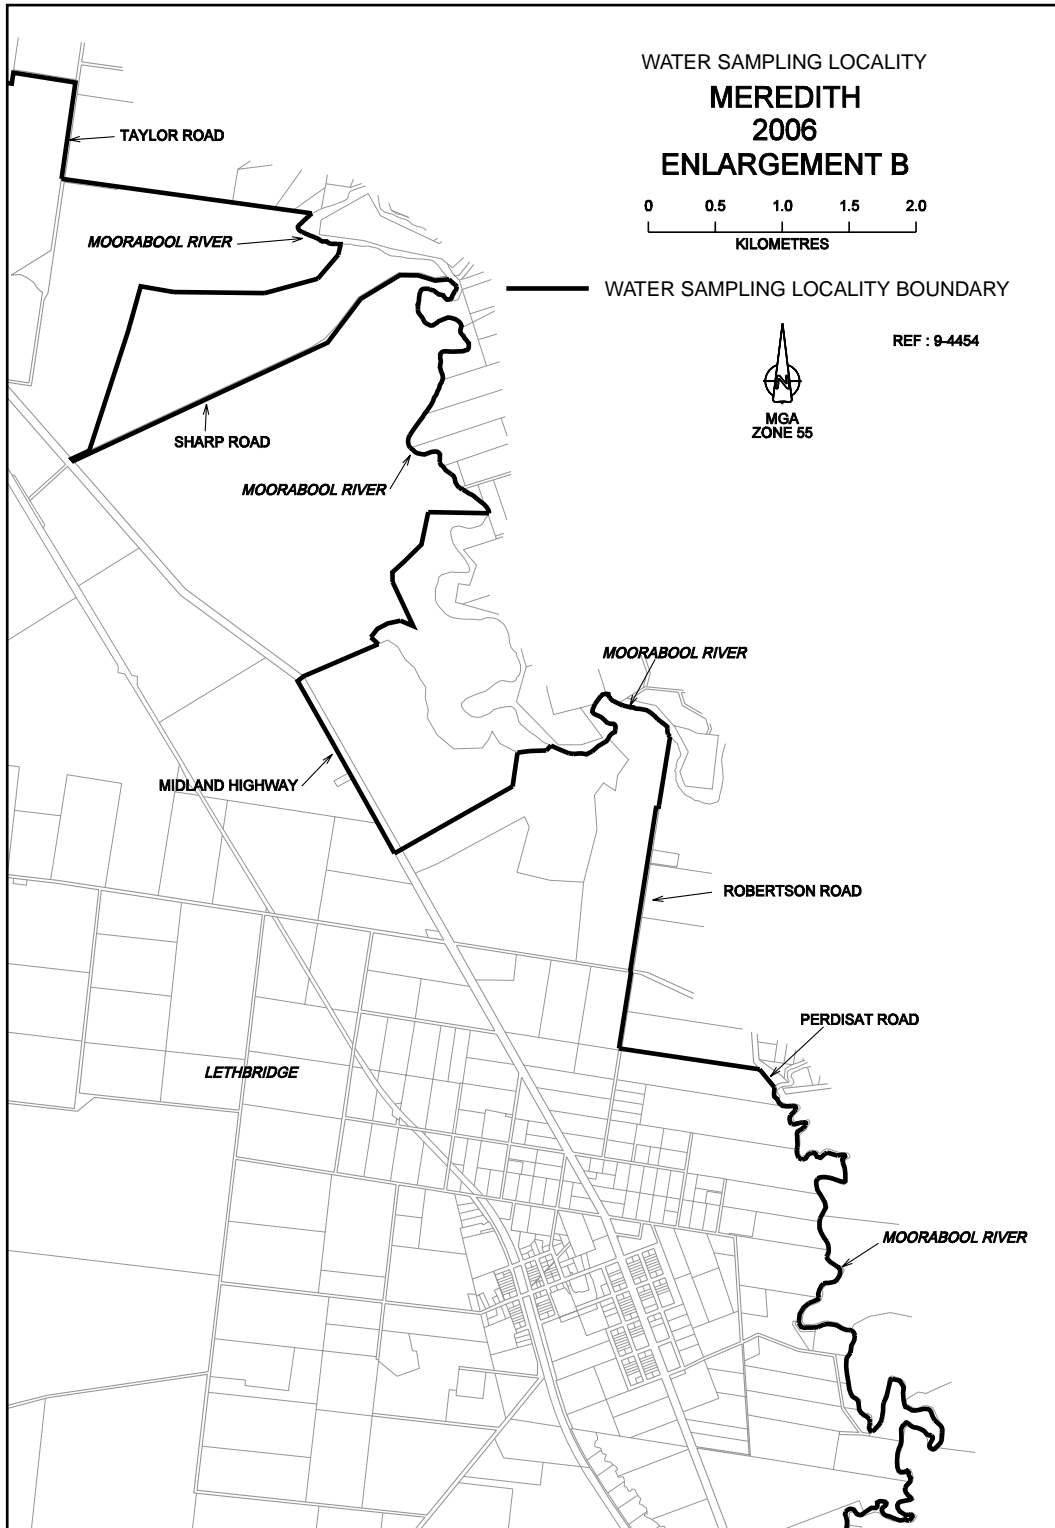 WATER SAMPLING LOCALITY
MEREDITH
2006
ENLARGEMENT B
0 0.5 1.0 1.5 2.0
KILOMETRES
WATER SAMPLING LOCALITY BOUNDARY
REF : 9-4454
N
MGA
ZONE 55
TAYLOR ROAD
MOORABOOL RIVER
SHARP ROAD
MOORABOOL RIVER
MOORABOOL RIVER
MIDLAND HIGHWAY
ROBERTSON ROAD
PERDISAT ROAD
LETHBRIDGE
MOORABOOL RIVER